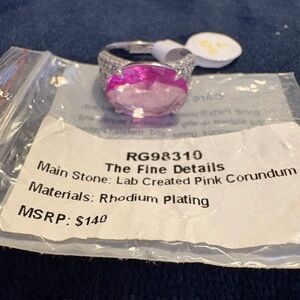 RG98310
The Fine Details
Main Stone: Lab Created Pink Corundum
Materials: Rhodium Plating
MSRP: $140